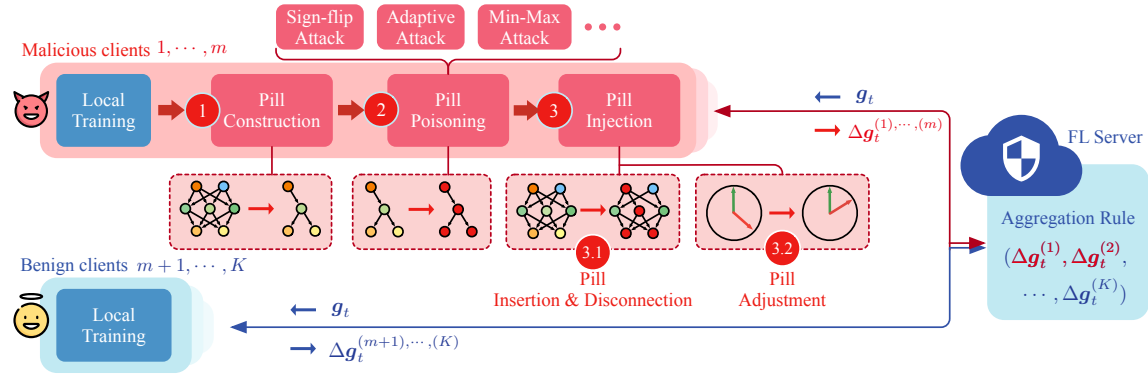 Sign-flip
Attack
Adaptive
Attack
Min-Max
Attack
Malicious clients 1, ⋯ , m
Local
Training
1
Pill
Construction
2
Pill
Poisoning
3
Pill
Injection
g_t
Δg_t^{(1),⋯,(m)}
FL Server
3.1
Pill
Insertion & Disconnection
3.2
Pill
Adjustment
Aggregation Rule
(Δg_t^{(1)}, Δg_t^{(2)},
⋯ , Δg_t^{(K)})
Benign clients m + 1, ⋯ , K
Local
Training
g_t
Δg_t^{(m+1),⋯,(K)}